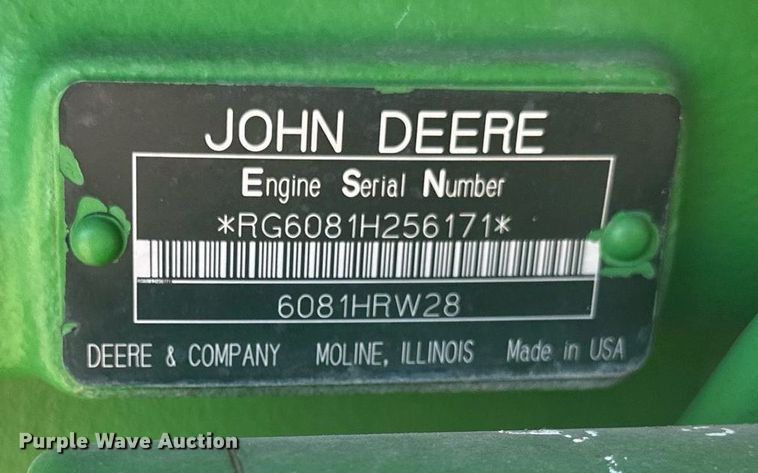 JOHN DEERE
Engine Serial Number
*RG6081H256171*
6081HRW28
DEERE & COMPANY MOLINE, ILLINOIS Made in USA
Purple Wave Auction